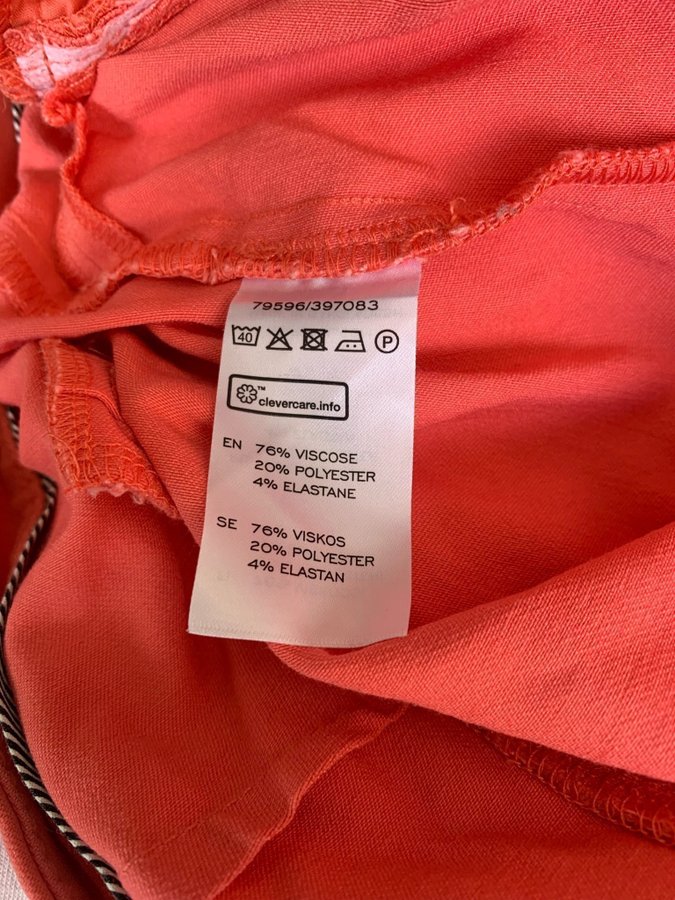 79596/397083
40 P
™
clevercare.info
EN 76% VISCOSE
20% POLYESTER
4% ELASTANE
SE 76% VISKOS
20% POLYESTER
4% ELASTAN